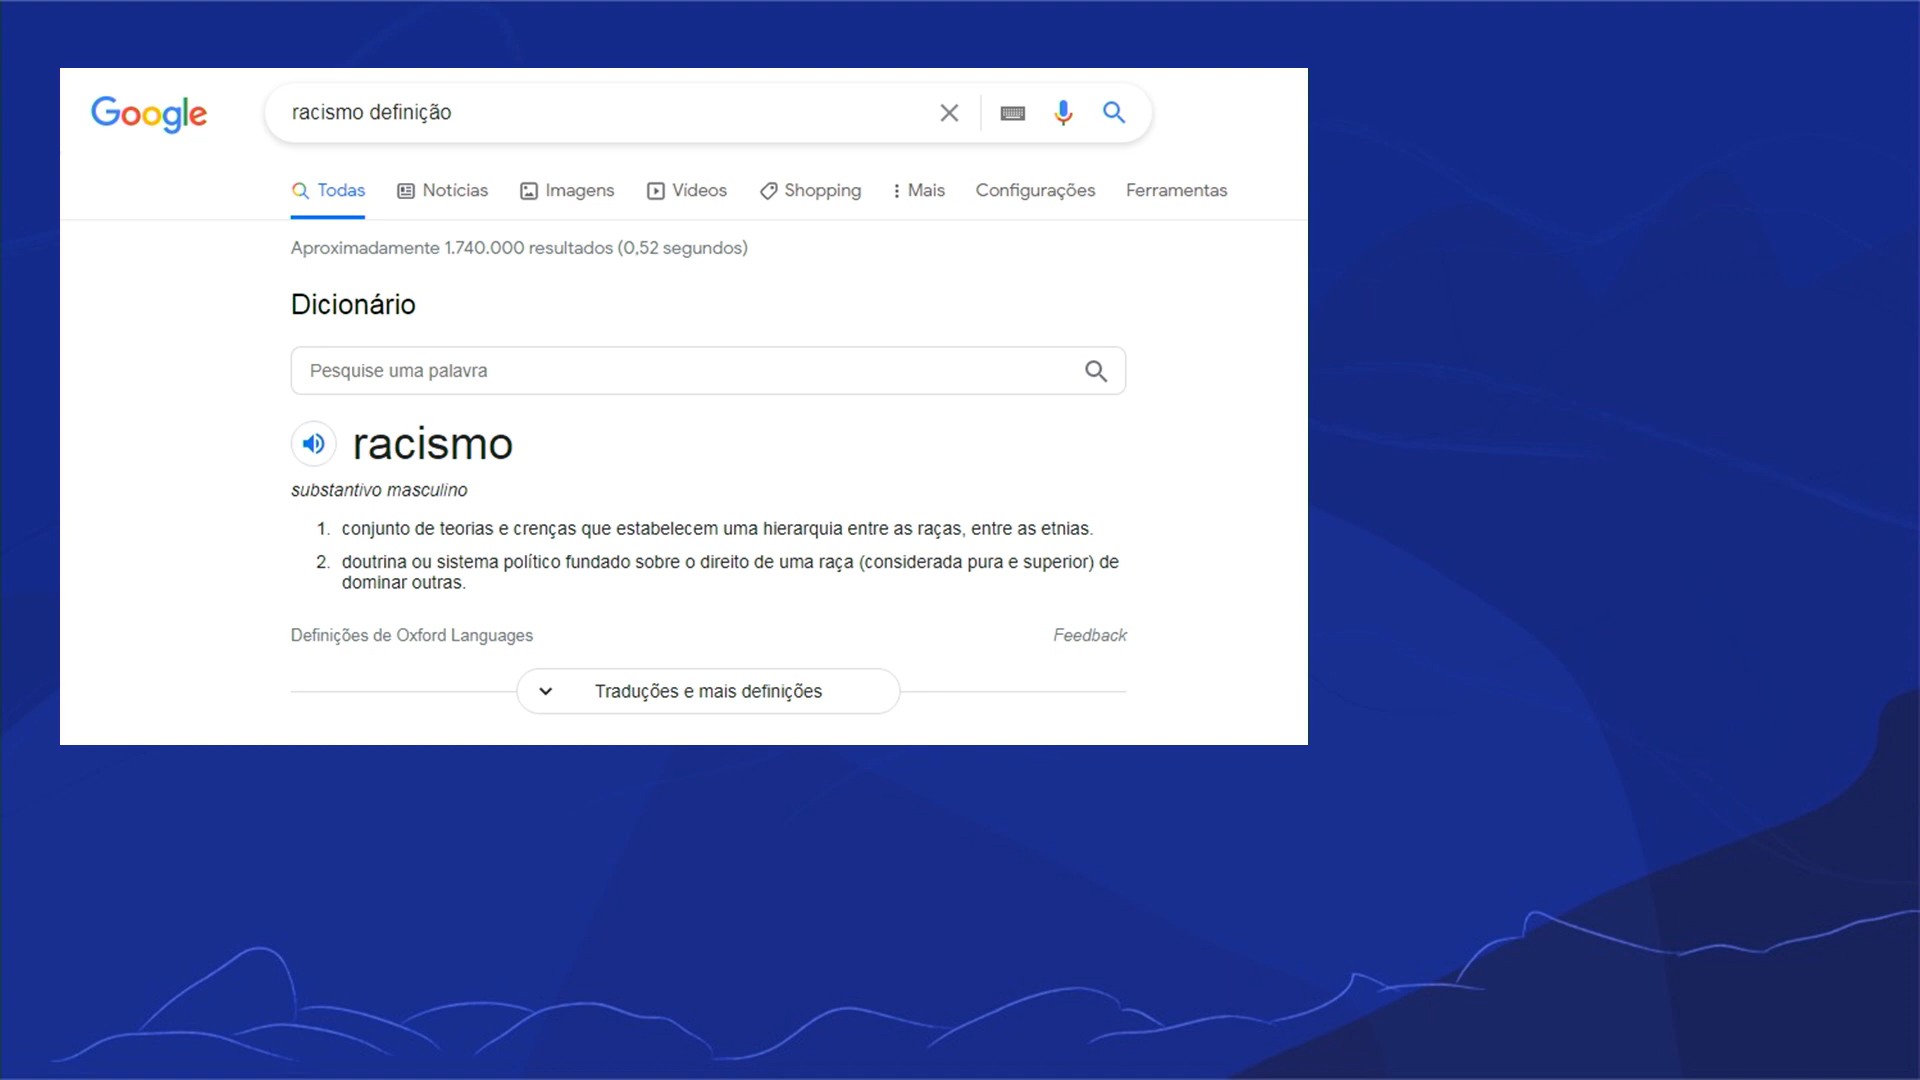 Google
racismo definição
Todas Notícias Imagens Vídeos Shopping Mais Configurações Ferramentas
Aproximadamente 1.740.000 resultados (0,52 segundos)
Dicionário
Pesquise uma palavra
racismo
substantivo masculino
1. conjunto de teorias e crenças que estabelecem uma hierarquia entre as raças, entre as etnias.
2. doutrina ou sistema político fundado sobre o direito de uma raça (considerada pura e superior) de
dominar outras.
Definições de Oxford Languages Feedback
Traduções e mais definições